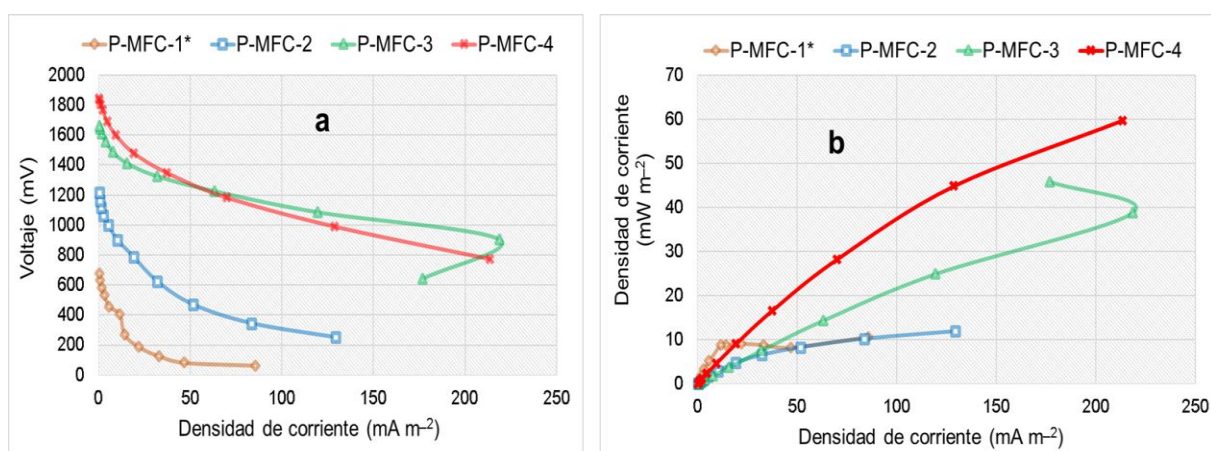 P-MFC-1* P-MFC-2 P-MFC-3 P-MFC-4
2000
1800
1600
1400
1200
1000
800
600
400
200
0
Voltaje (mV)
a
0 50 100 150 200 250
Densidad de corriente (mA m–2)
P-MFC-1* P-MFC-2 P-MFC-3 P-MFC-4
70
60
50
40
30
20
10
0
Densidad de corriente
(mW m–2)
b
0 50 100 150 200 250
Densidad de corriente (mA m–2)